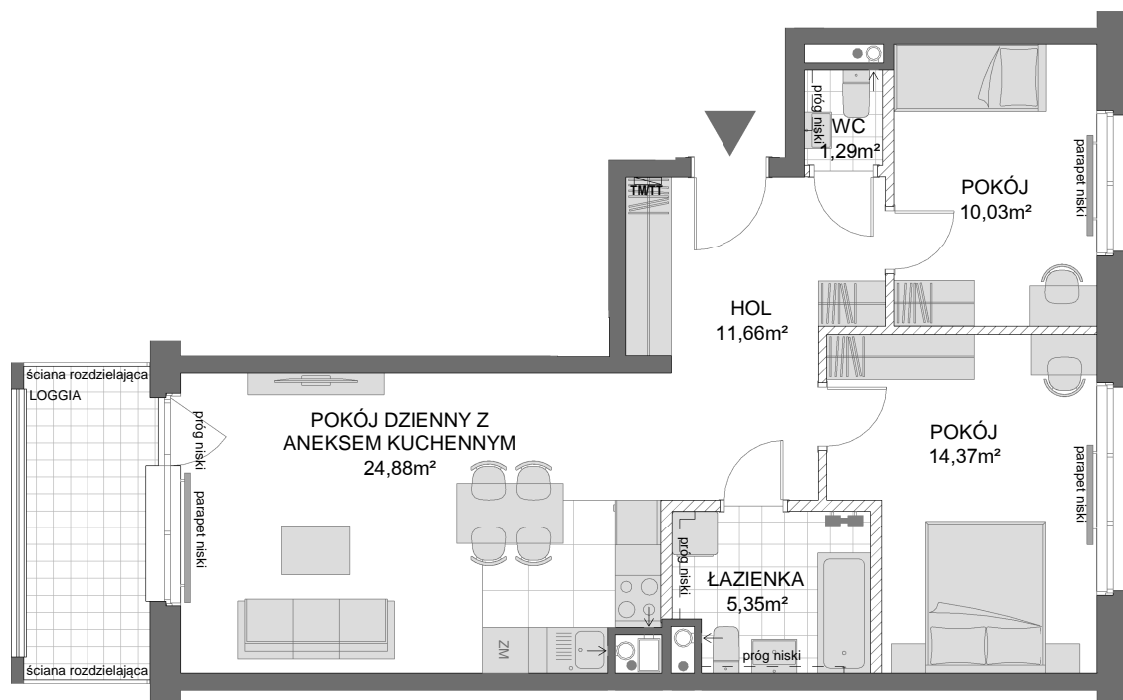 próg niski
WC
1,29m²
TM/TT
POKÓJ
10,03m²
parapet niski
HOL
11,66m²
ściana rozdzielająca
LOGGIA
próg niski
parapet niski
POKÓJ DZIENNY Z
ANEKSEM KUCHENNYM
24,88m²
POKÓJ
14,37m²
parapet niski
próg niski
ŁAZIENKA
5,35m²
próg niski
ZM
ściana rozdzielająca